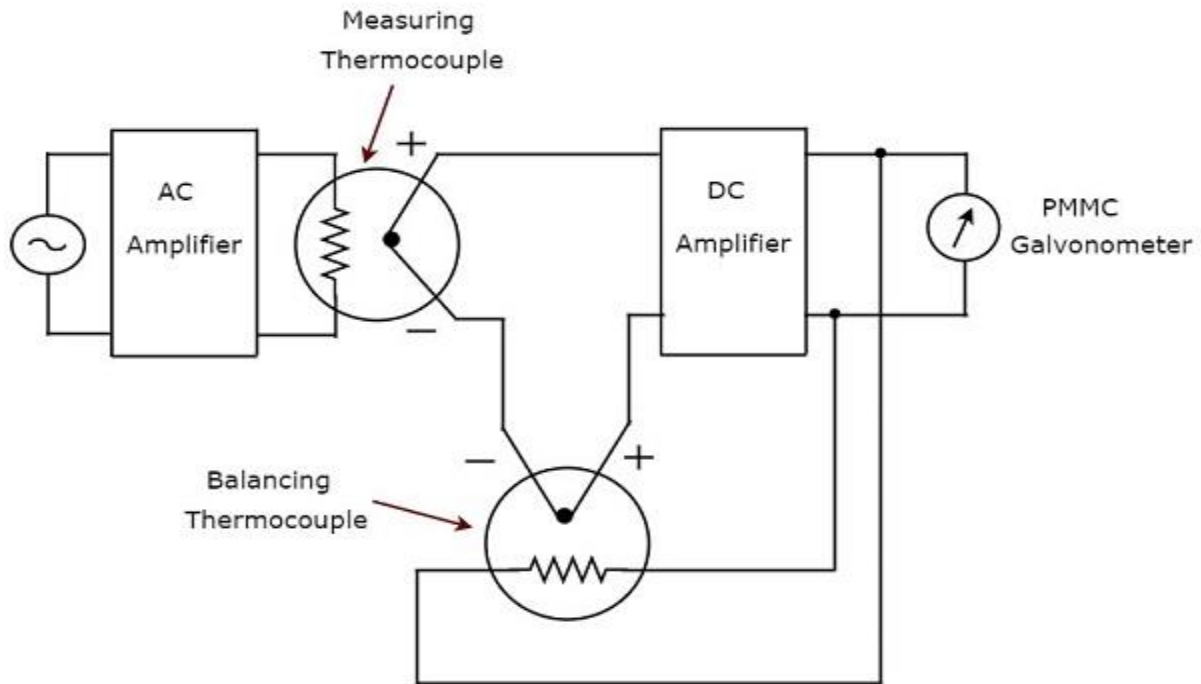 Measuring
Thermocouple
+
AC
Amplifier
−
DC
Amplifier
PMMC
Galvonometer
−
+
Balancing
Thermocouple